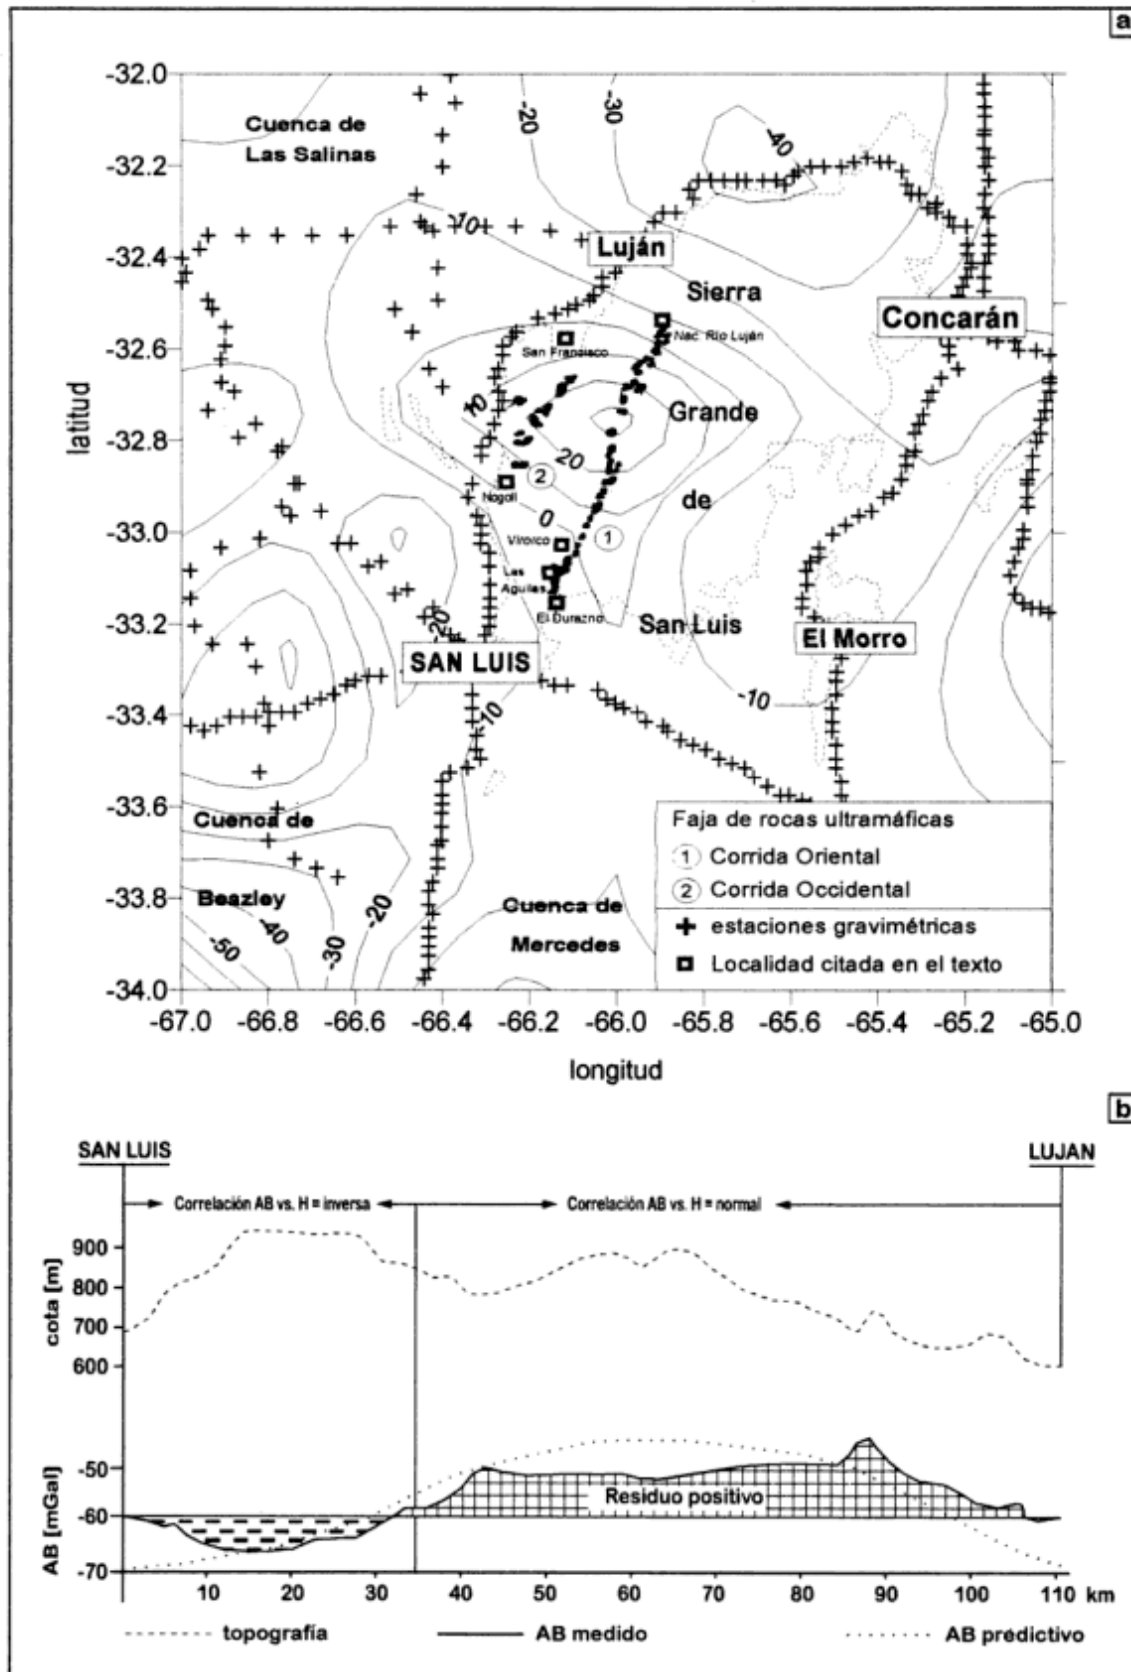 a
-32.0
-32.2
-32.4
-32.6
-32.8
-33.0
-33.2
-33.4
-33.6
-33.8
-34.0
latitud
Cuenca de
Las Salinas
-20
-30
-40
-10
Luján
Sierra
Concarán
Nac. Río Luján
San Francisco
10
Grande
20
2
Nogolí
de
0
1
Virorco
Las
Aguilas
El Durazno
-20
San Luis
El Morro
SAN LUIS
-10
-10
Cuenca de
Beazley
-20
-30
-40
-50
Cuenca de
Mercedes
Faja de rocas ultramáficas
1 Corrida Oriental
2 Corrida Occidental
estaciones gravimétricas
Localidad citada en el texto
-67.0 -66.8 -66.6 -66.4 -66.2 -66.0 -65.8 -65.6 -65.4 -65.2 -65.0
longitud
b
SAN LUIS LUJAN
Correlación AB vs. H = inversa Correlación AB vs. H = normal
cota [m]
900
800
700
600
AB [mGal]
-50
-60
-70
Residuo positivo
10 20 30 40 50 60 70 80 90 100 110 km
topografía AB medido AB predictivo